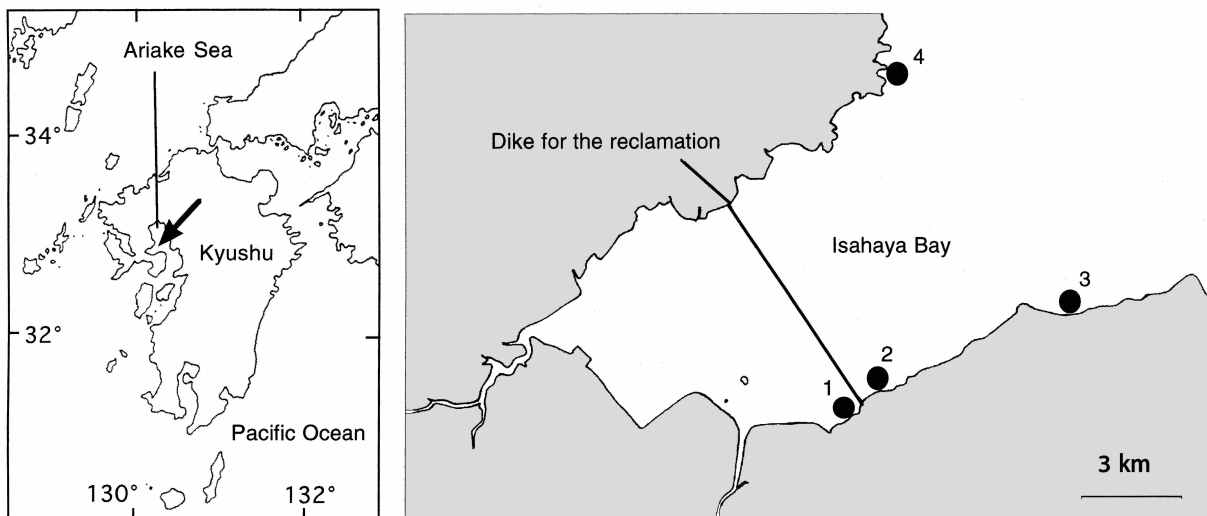 Ariake Sea
34°
Kyushu
32°
Pacific Ocean
130°
132°
4
Dike for the reclamation
Isahaya Bay
3
2
1
3 km